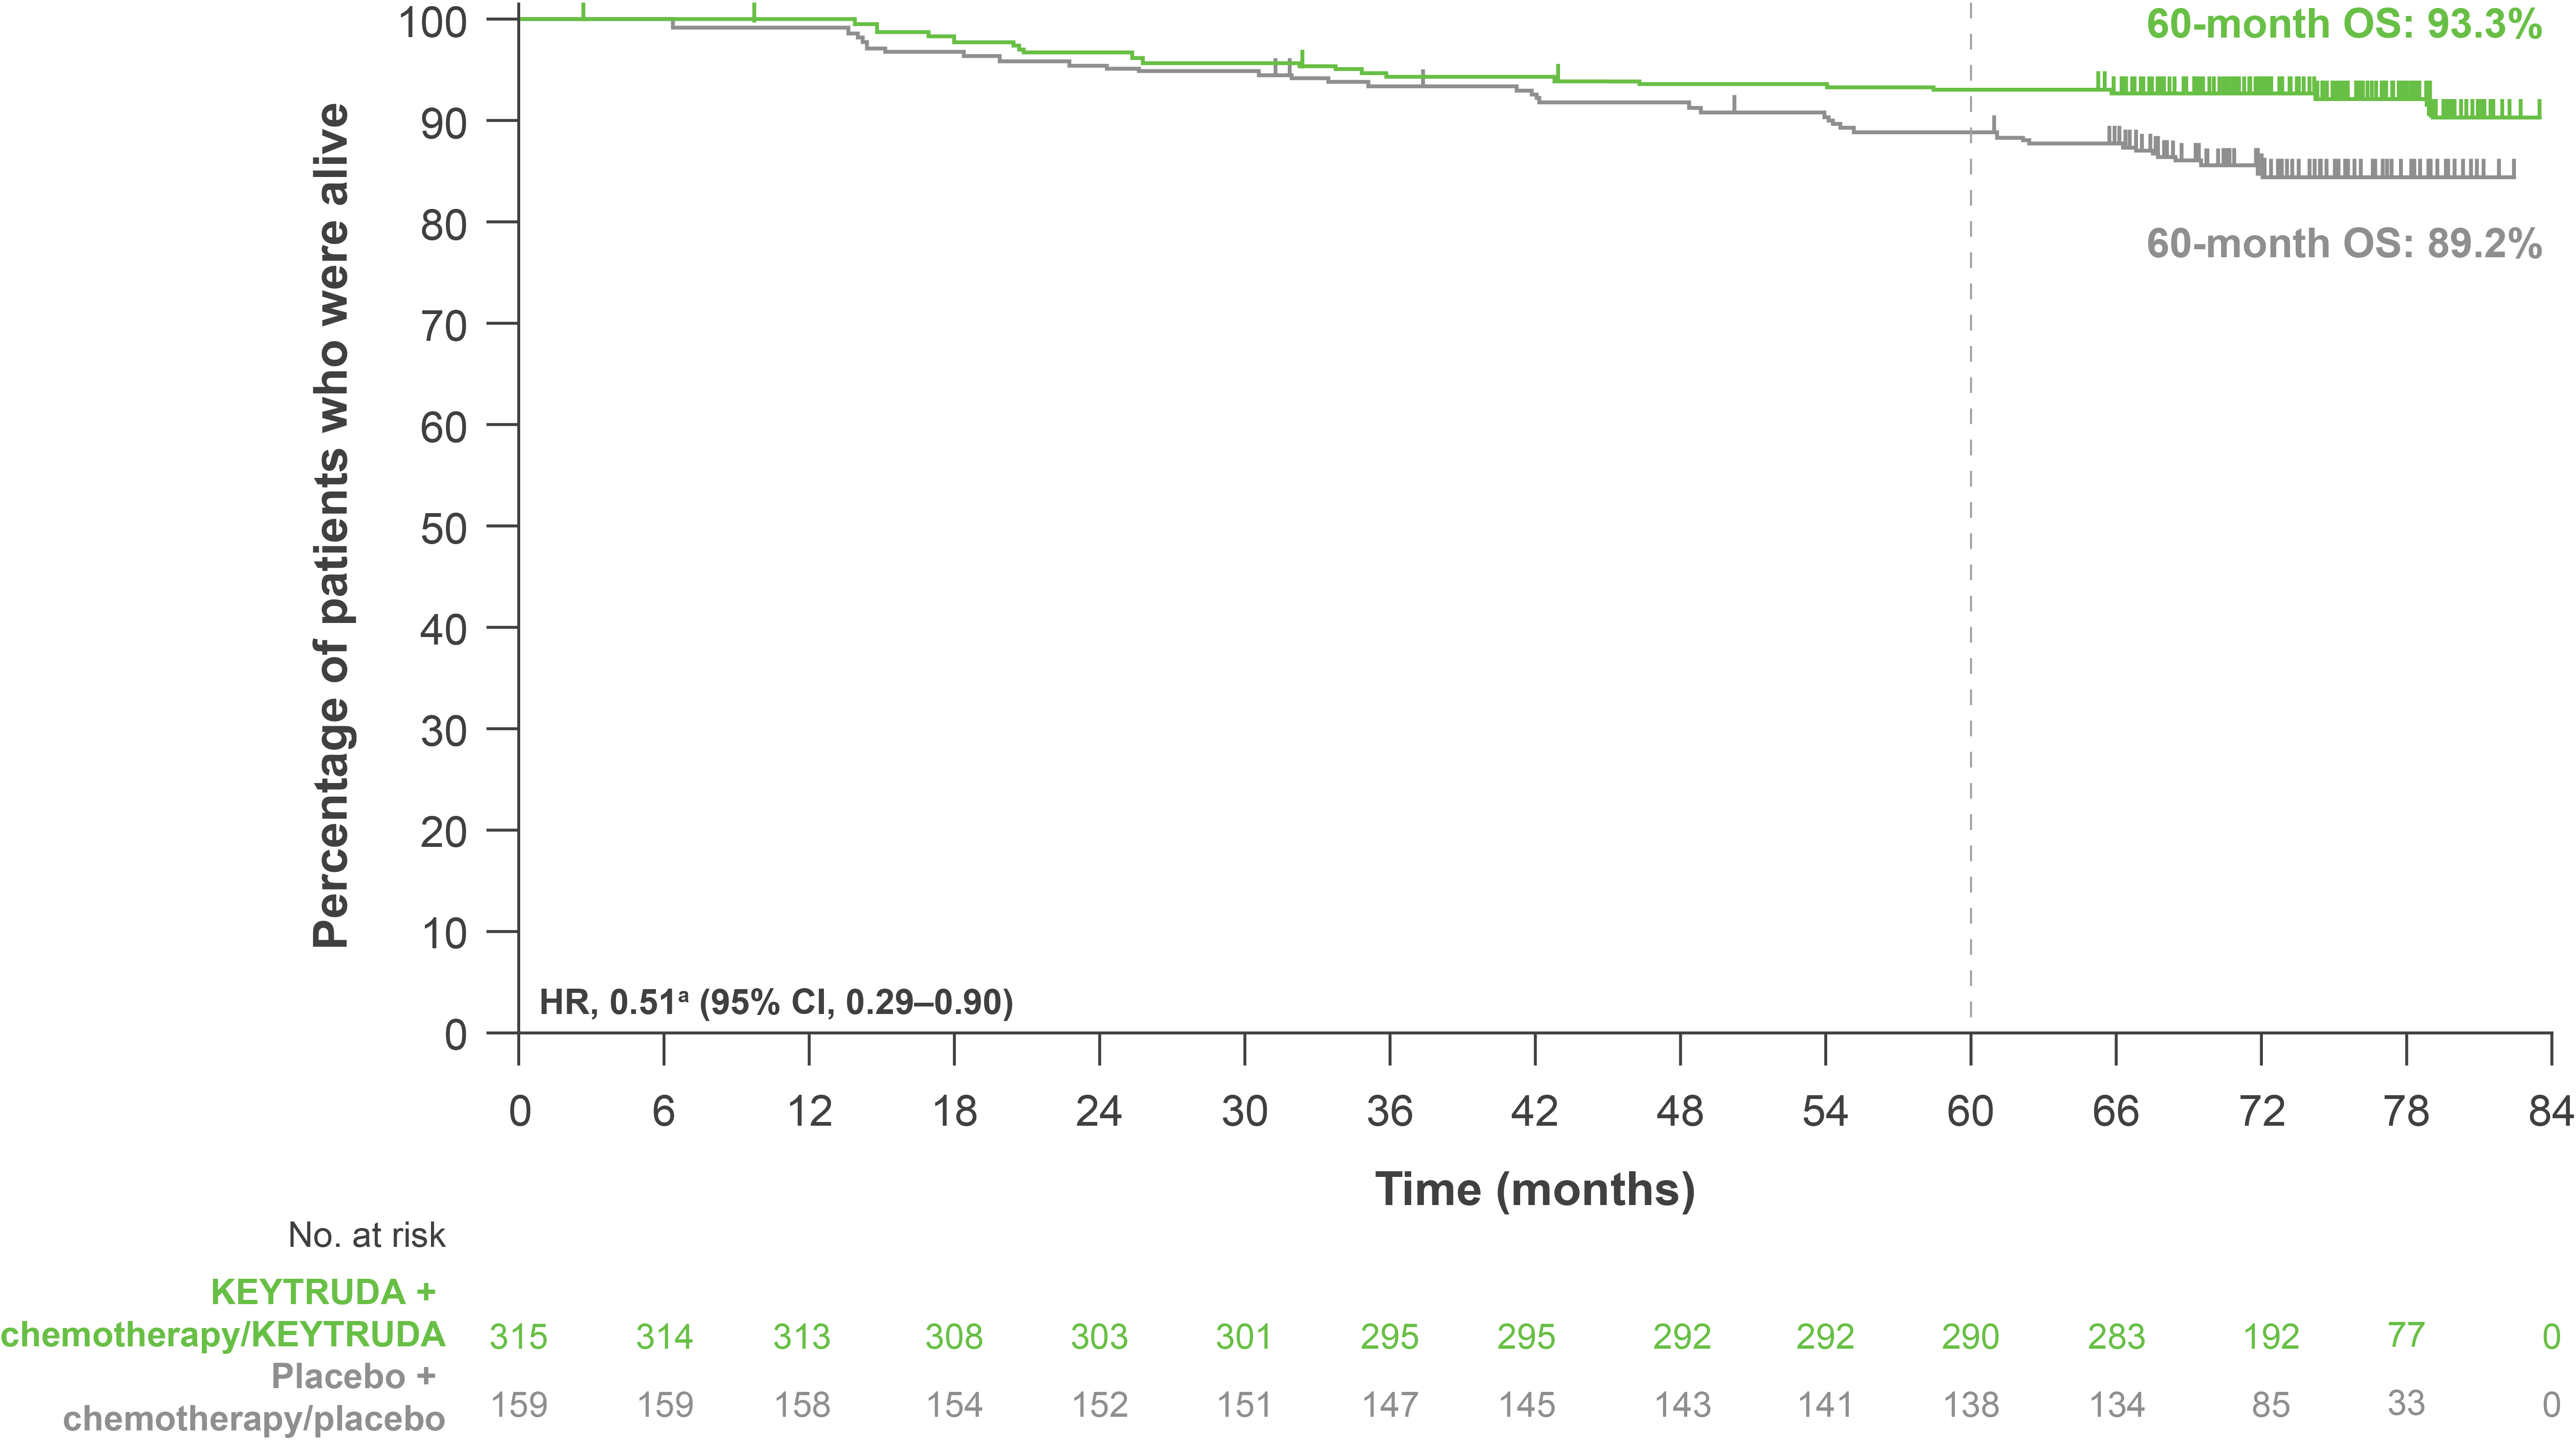 100
90
80
70
60
50
40
30
20
10
0
Percentage of patients who were alive
60-month OS: 93.3%
60-month OS: 89.2%
HR, 0.51ᵃ (95% CI, 0.29–0.90)
0 6 12 18 24 30 36 42 48 54 60 66 72 78 84
Time (months)
No. at risk
KEYTRUDA +
chemotherapy/KEYTRUDA 315 314 313 308 303 301 295 295 292 292 290 283 192 77 0
Placebo +
chemotherapy/placebo 159 159 158 154 152 151 147 145 143 141 138 134 85 33 0